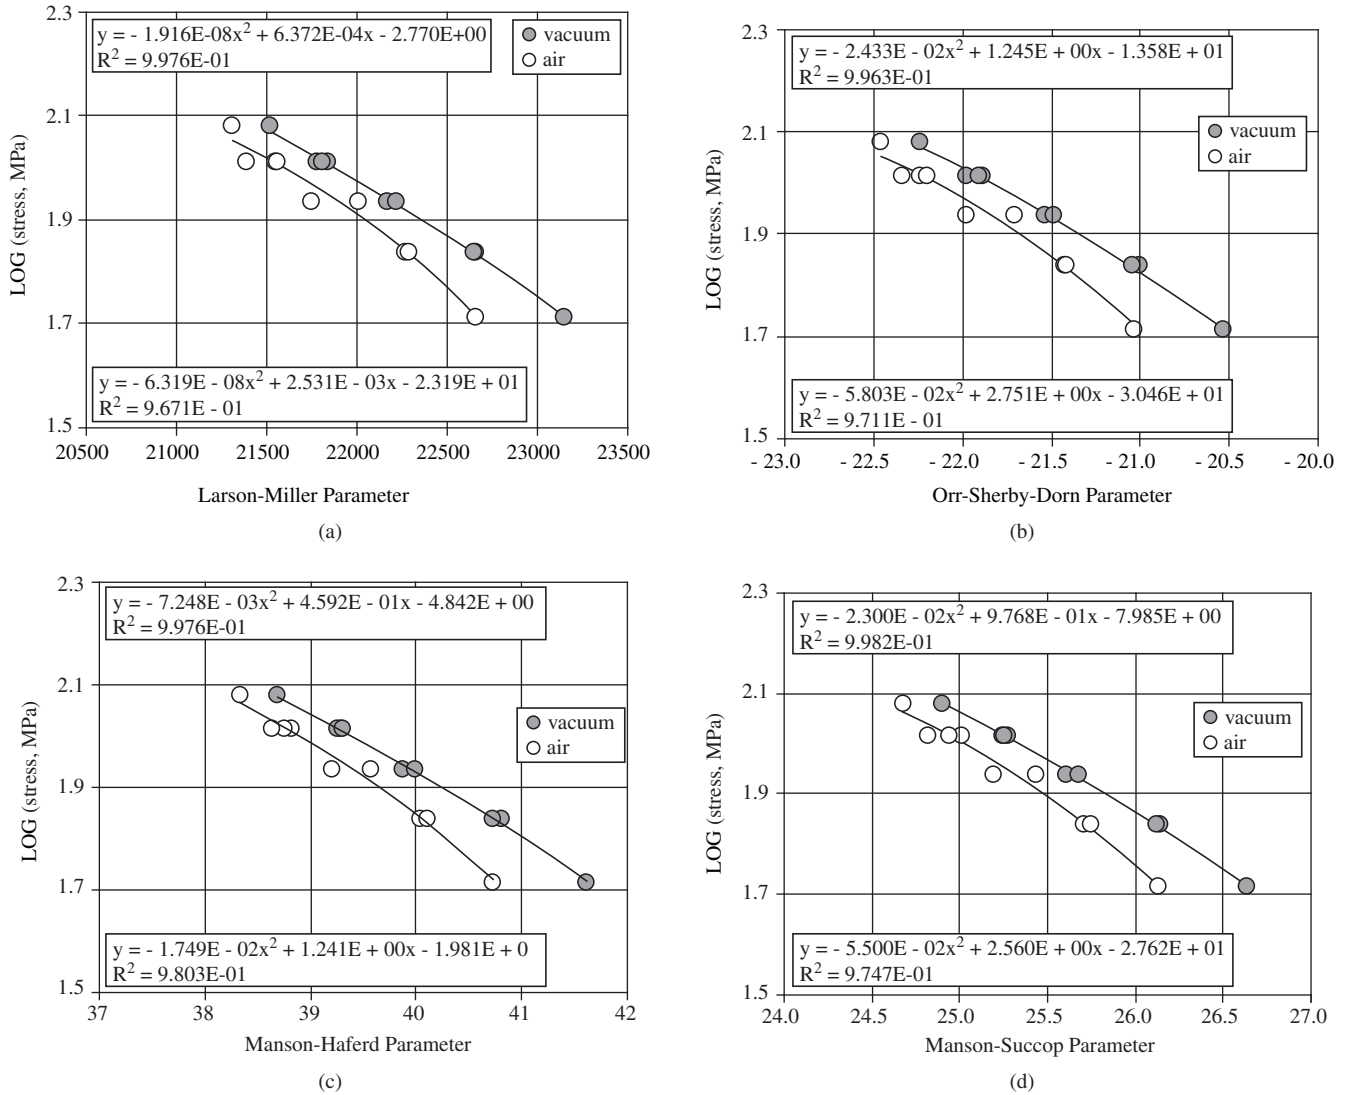 y = - 1.916E-08x² + 6.372E-04x - 2.770E+00
R² = 9.976E-01
vacuum
air
2.3
2.1
1.9
1.7
1.5
LOG (stress, MPa)
y = - 6.319E - 08x² + 2.531E - 03x - 2.319E + 01
R² = 9.671E - 01
20500 21000 21500 22000 22500 23000 23500
Larson-Miller Parameter
(a)
y = - 2.433E - 02x² + 1.245E + 00x - 1.358E + 01
R² = 9.963E-01
vacuum
air
2.3
2.1
1.9
1.7
1.5
LOG (stress, MPa)
y = - 5.803E - 02x² + 2.751E + 00x - 3.046E + 01
R² = 9.711E - 01
- 23.0 - 22.5 - 22.0 - 21.5 - 21.0 - 20.5 - 20.0
Orr-Sherby-Dorn Parameter
(b)
y = - 7.248E - 03x² + 4.592E - 01x - 4.842E + 00
R² = 9.976E-01
vacuum
air
2.3
2.1
1.9
1.7
1.5
LOG (stress, MPa)
y = - 1.749E - 02x² + 1.241E + 00x - 1.981E + 0
R² = 9.803E-01
37 38 39 40 41 42
Manson-Haferd Parameter
(c)
y = - 2.300E - 02x² + 9.768E - 01x - 7.985E + 00
R² = 9.982E-01
vacuum
air
2.3
2.1
1.9
1.7
1.5
LOG (stress, MPa)
y = - 5.500E - 02x² + 2.560E + 00x - 2.762E + 01
R² = 9.747E-01
24.0 24.5 25.0 25.5 26.0 26.5 27.0
Manson-Succop Parameter
(d)